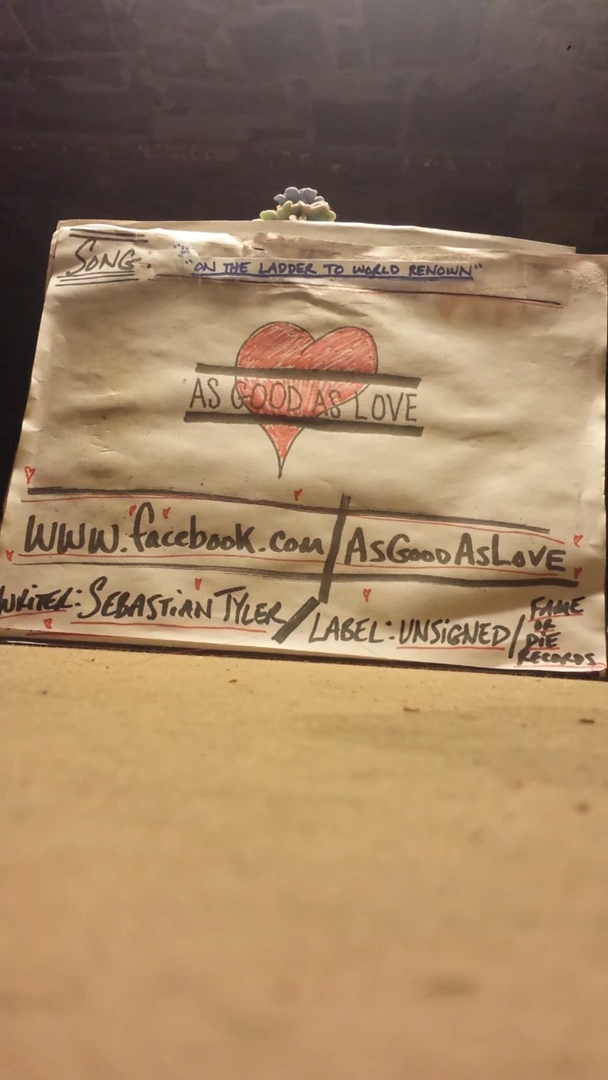 SONG: "ON THE LADDER TO WORLD RENOWN"
AS GOOD AS LOVE
www.facebook.com/AsGoodAsLove
WRITER: SEBASTIAN TYLER / LABEL: UNSIGNED / FAME
OR
DIE
RECORDS